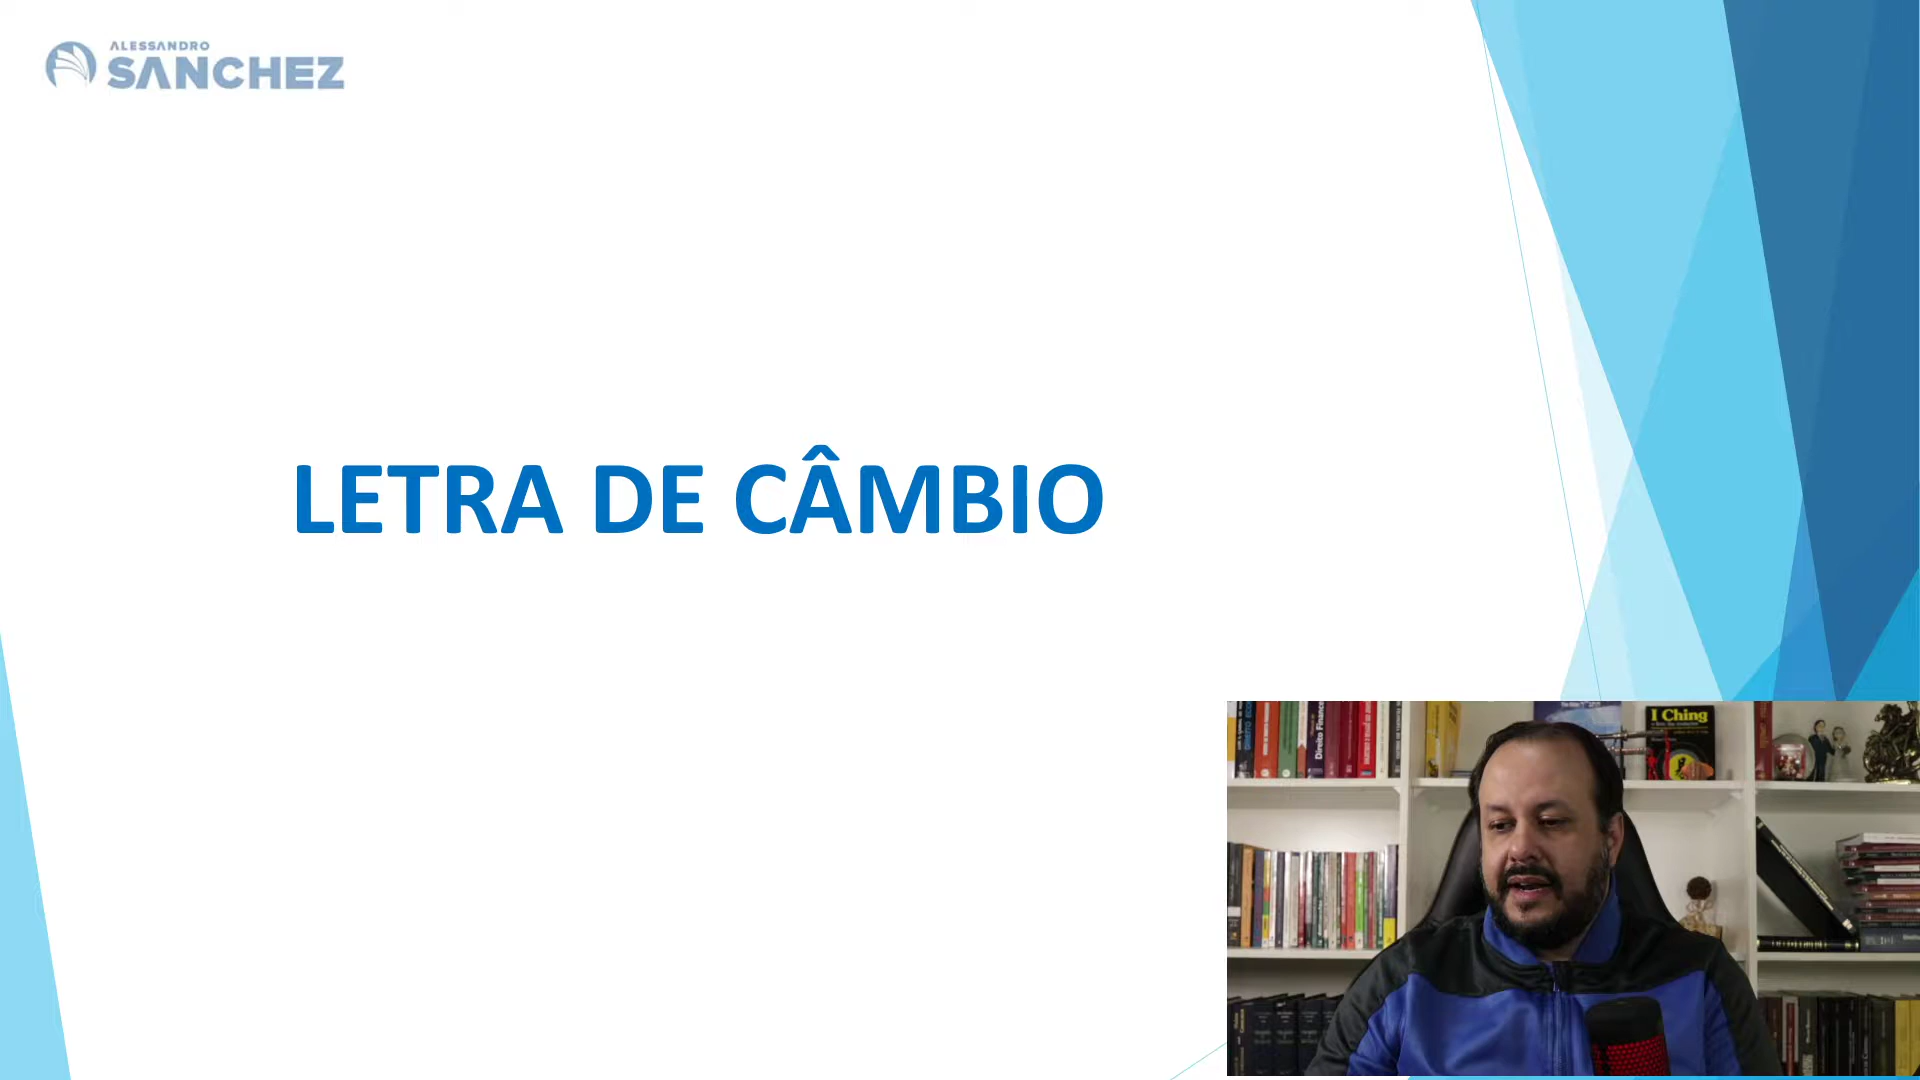 ALESSANDRO
SANCHEZ
LETRA DE CÂMBIO
I Ching
Direito Financeiro